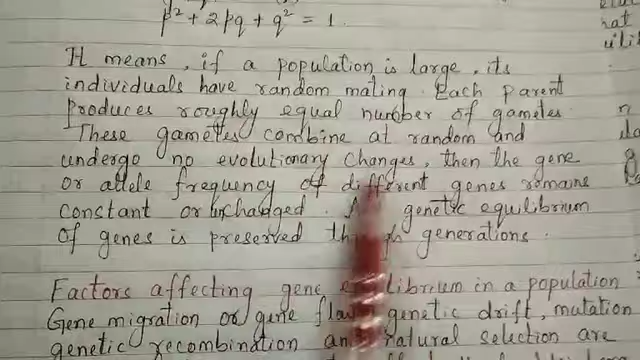 p² + 2pq + q² = 1.
It means, if a population is large, its
individuals have random mating. Each parent
produces roughly equal number of gametes.
These gametes combine at random and
undergo no evolutionary changes, then the gene
or allele frequency of different genes remains
constant or unchanged. genetic equilibrium
of genes is preserved through generations.
Factors affecting gene equilibrium in a population
Gene migration or gene flow, genetic drift, mutation
genetic recombination and natural selection are